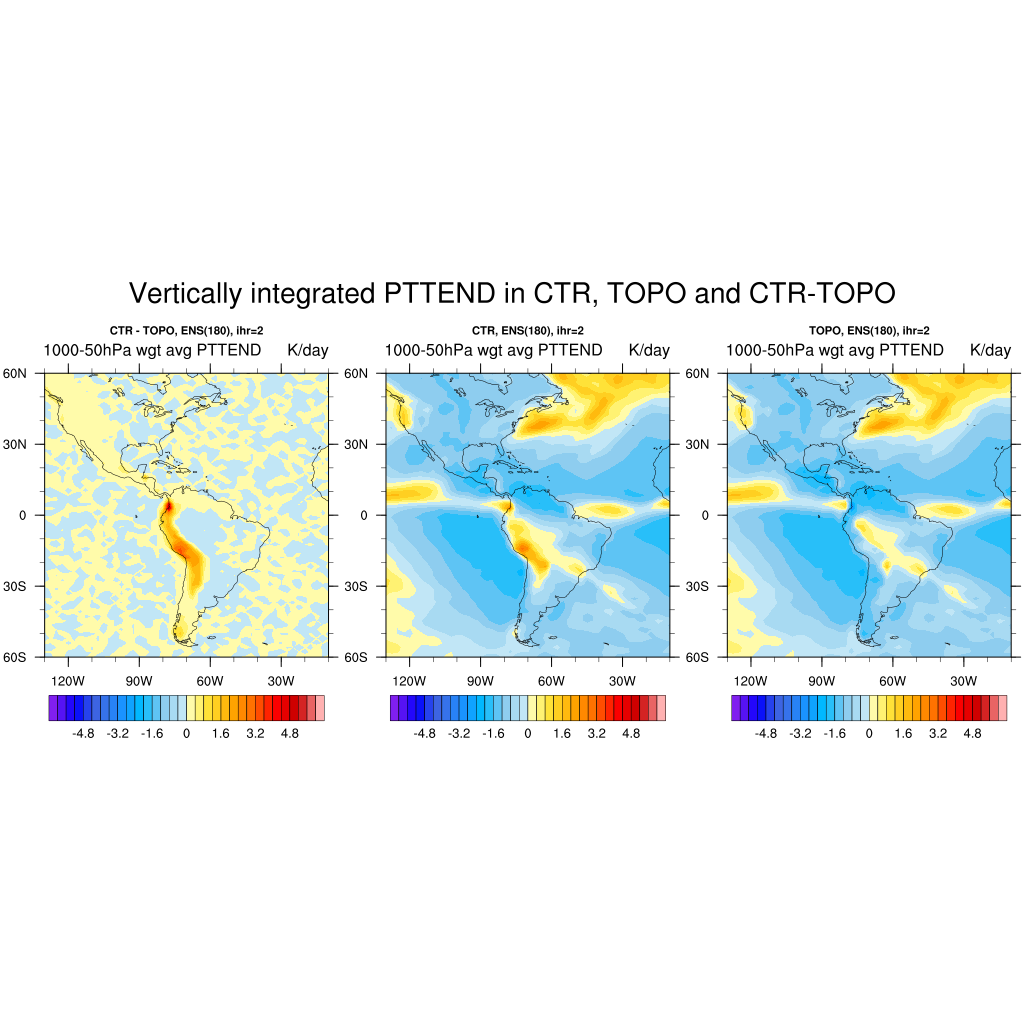 Vertically integrated PTTEND in CTR, TOPO and CTR-TOPO
CTR - TOPO, ENS(180), ihr=2
1000-50hPa wgt avg PTTEND K/day
60N
30N
0
30S
60S
120W 90W 60W 30W
-4.8 -3.2 -1.6 0 1.6 3.2 4.8
CTR, ENS(180), ihr=2
1000-50hPa wgt avg PTTEND K/day
60N
30N
0
30S
60S
120W 90W 60W 30W
-4.8 -3.2 -1.6 0 1.6 3.2 4.8
TOPO, ENS(180), ihr=2
1000-50hPa wgt avg PTTEND K/day
60N
30N
0
30S
60S
120W 90W 60W 30W
-4.8 -3.2 -1.6 0 1.6 3.2 4.8